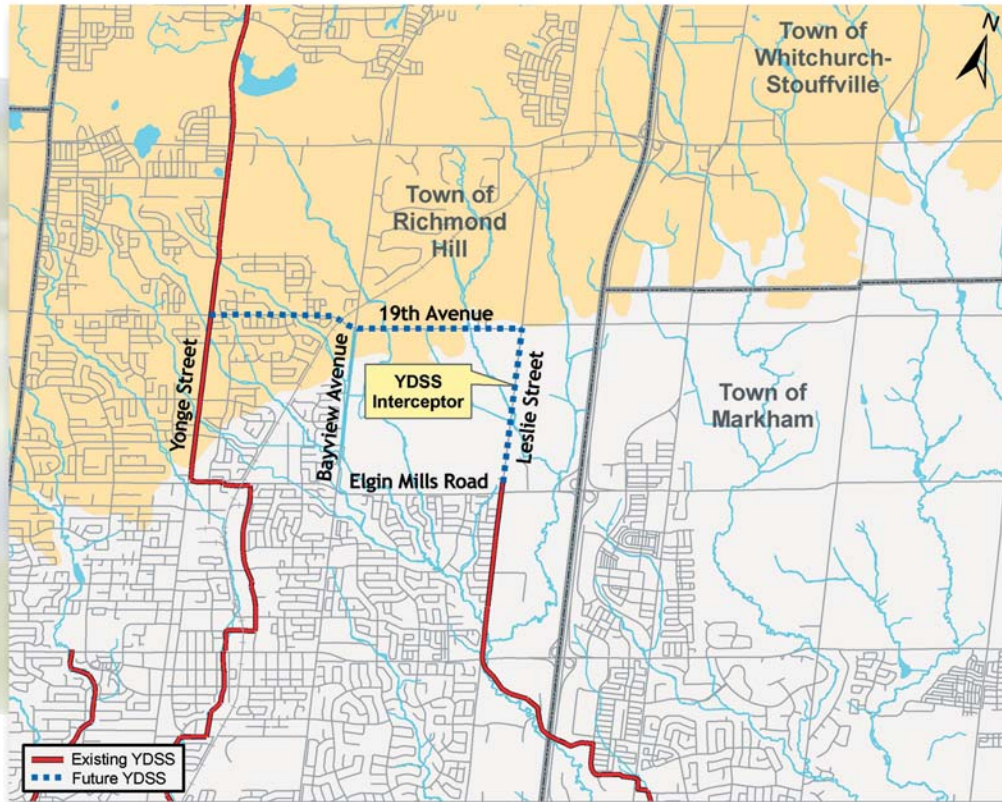 Town of
Whitchurch-
Stouffville
N
Town of
Richmond
Hill
19th Avenue
Yonge Street
Bayview Avenue
YDSS
Interceptor
Leslie Street
Town of
Markham
Elgin Mills Road
Existing YDSS
Future YDSS